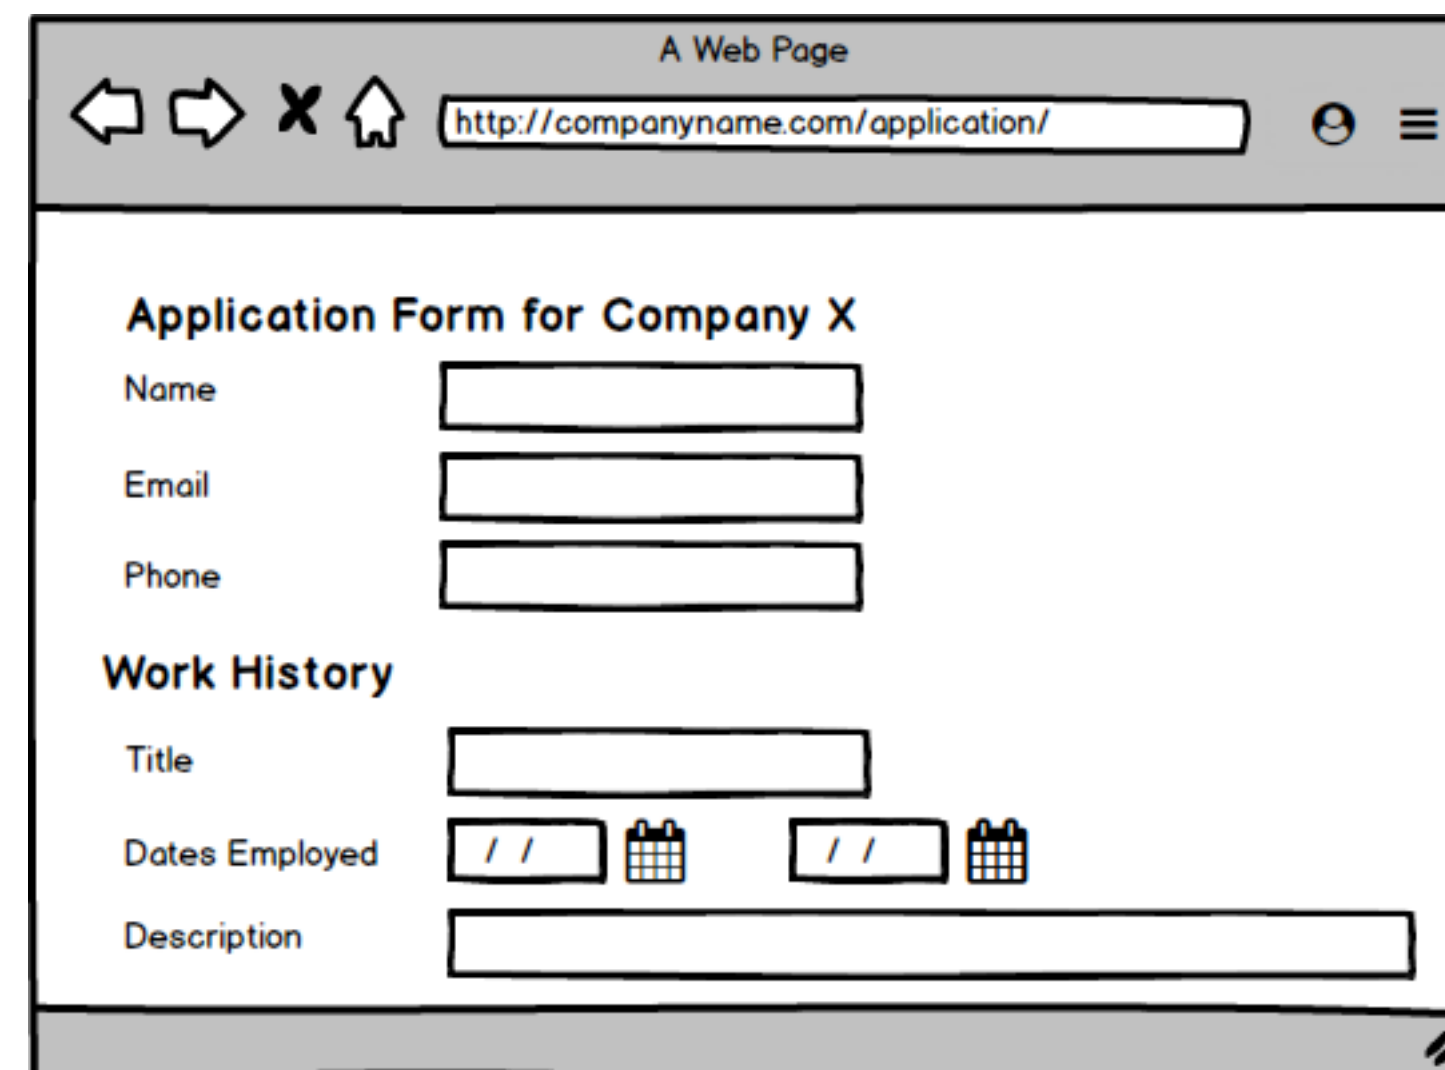 A Web Page
http://companyname.com/application/
Application Form for Company X
Name
Email
Phone
Work History
Title
Dates Employed / / / /
Description